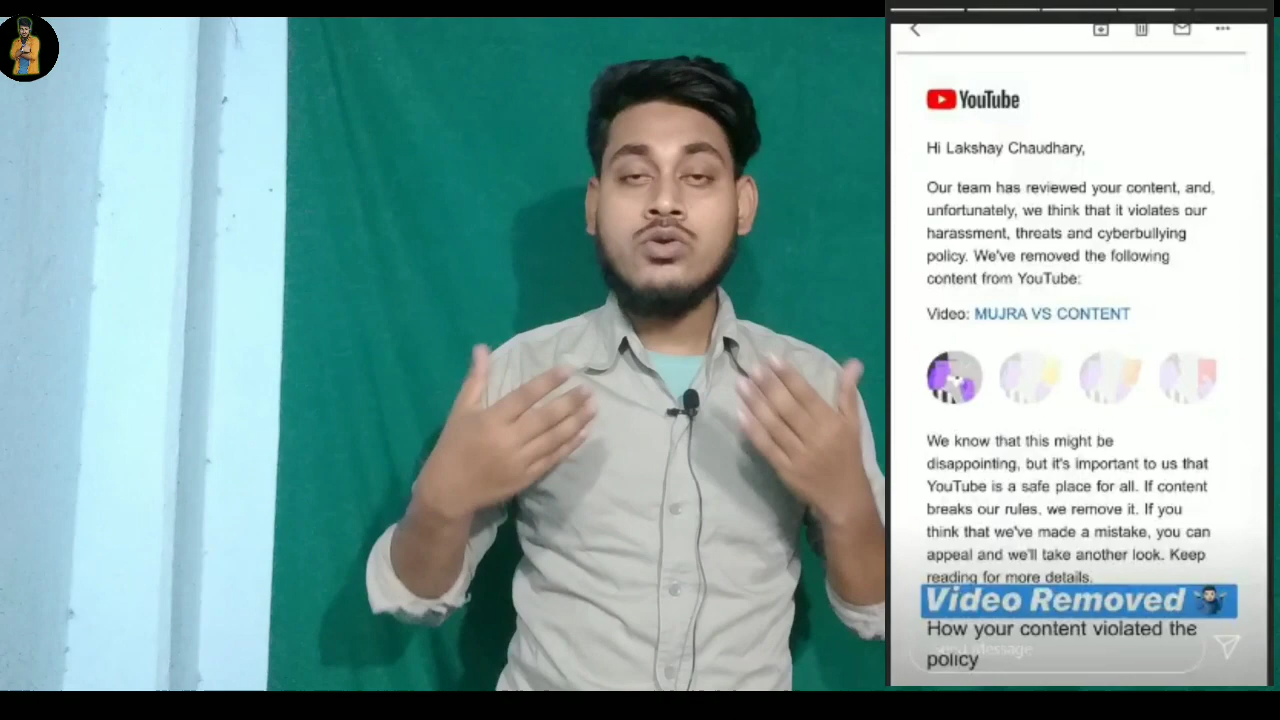 YouTube
Hi Lakshay Chaudhary,
Our team has reviewed your content, and,
unfortunately, we think that it violates our
harassment, threats and cyberbullying
policy. We've removed the following
content from YouTube:
Video: MUJRA VS CONTENT
We know that this might be
disappointing, but it's important to us that
YouTube is a safe place for all. If content
breaks our rules, we remove it. If you
think that we've made a mistake, you can
appeal and we'll take another look. Keep
reading for more details.
Video Removed
How your content violated the
Send Message
policy